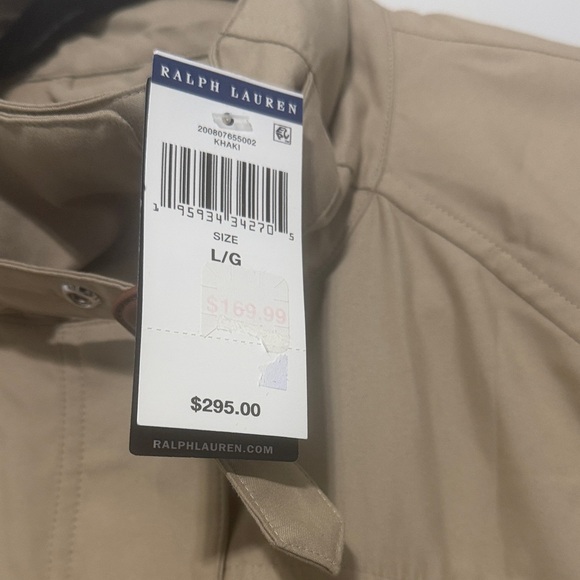 RALPH LAUREN
200807655002
KHAKI
1 95934 34270 5
SIZE
L/G
$169.99
$295.00
RALPHLAUREN.COM